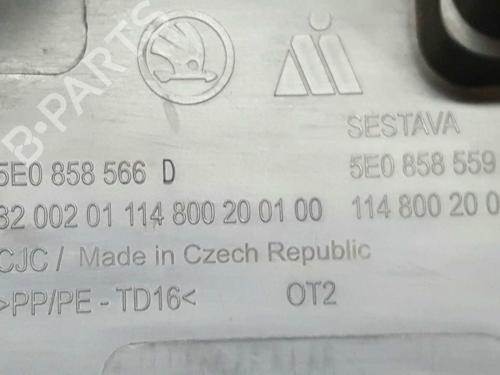 B-PARTS
SESTAVA
5E0 858 566 D 5E0 858 559
32 002 01 114 800 200 01 00 114 800 20 0
CJC / Made in Czech Republic
>PP/PE - TD16< OT2